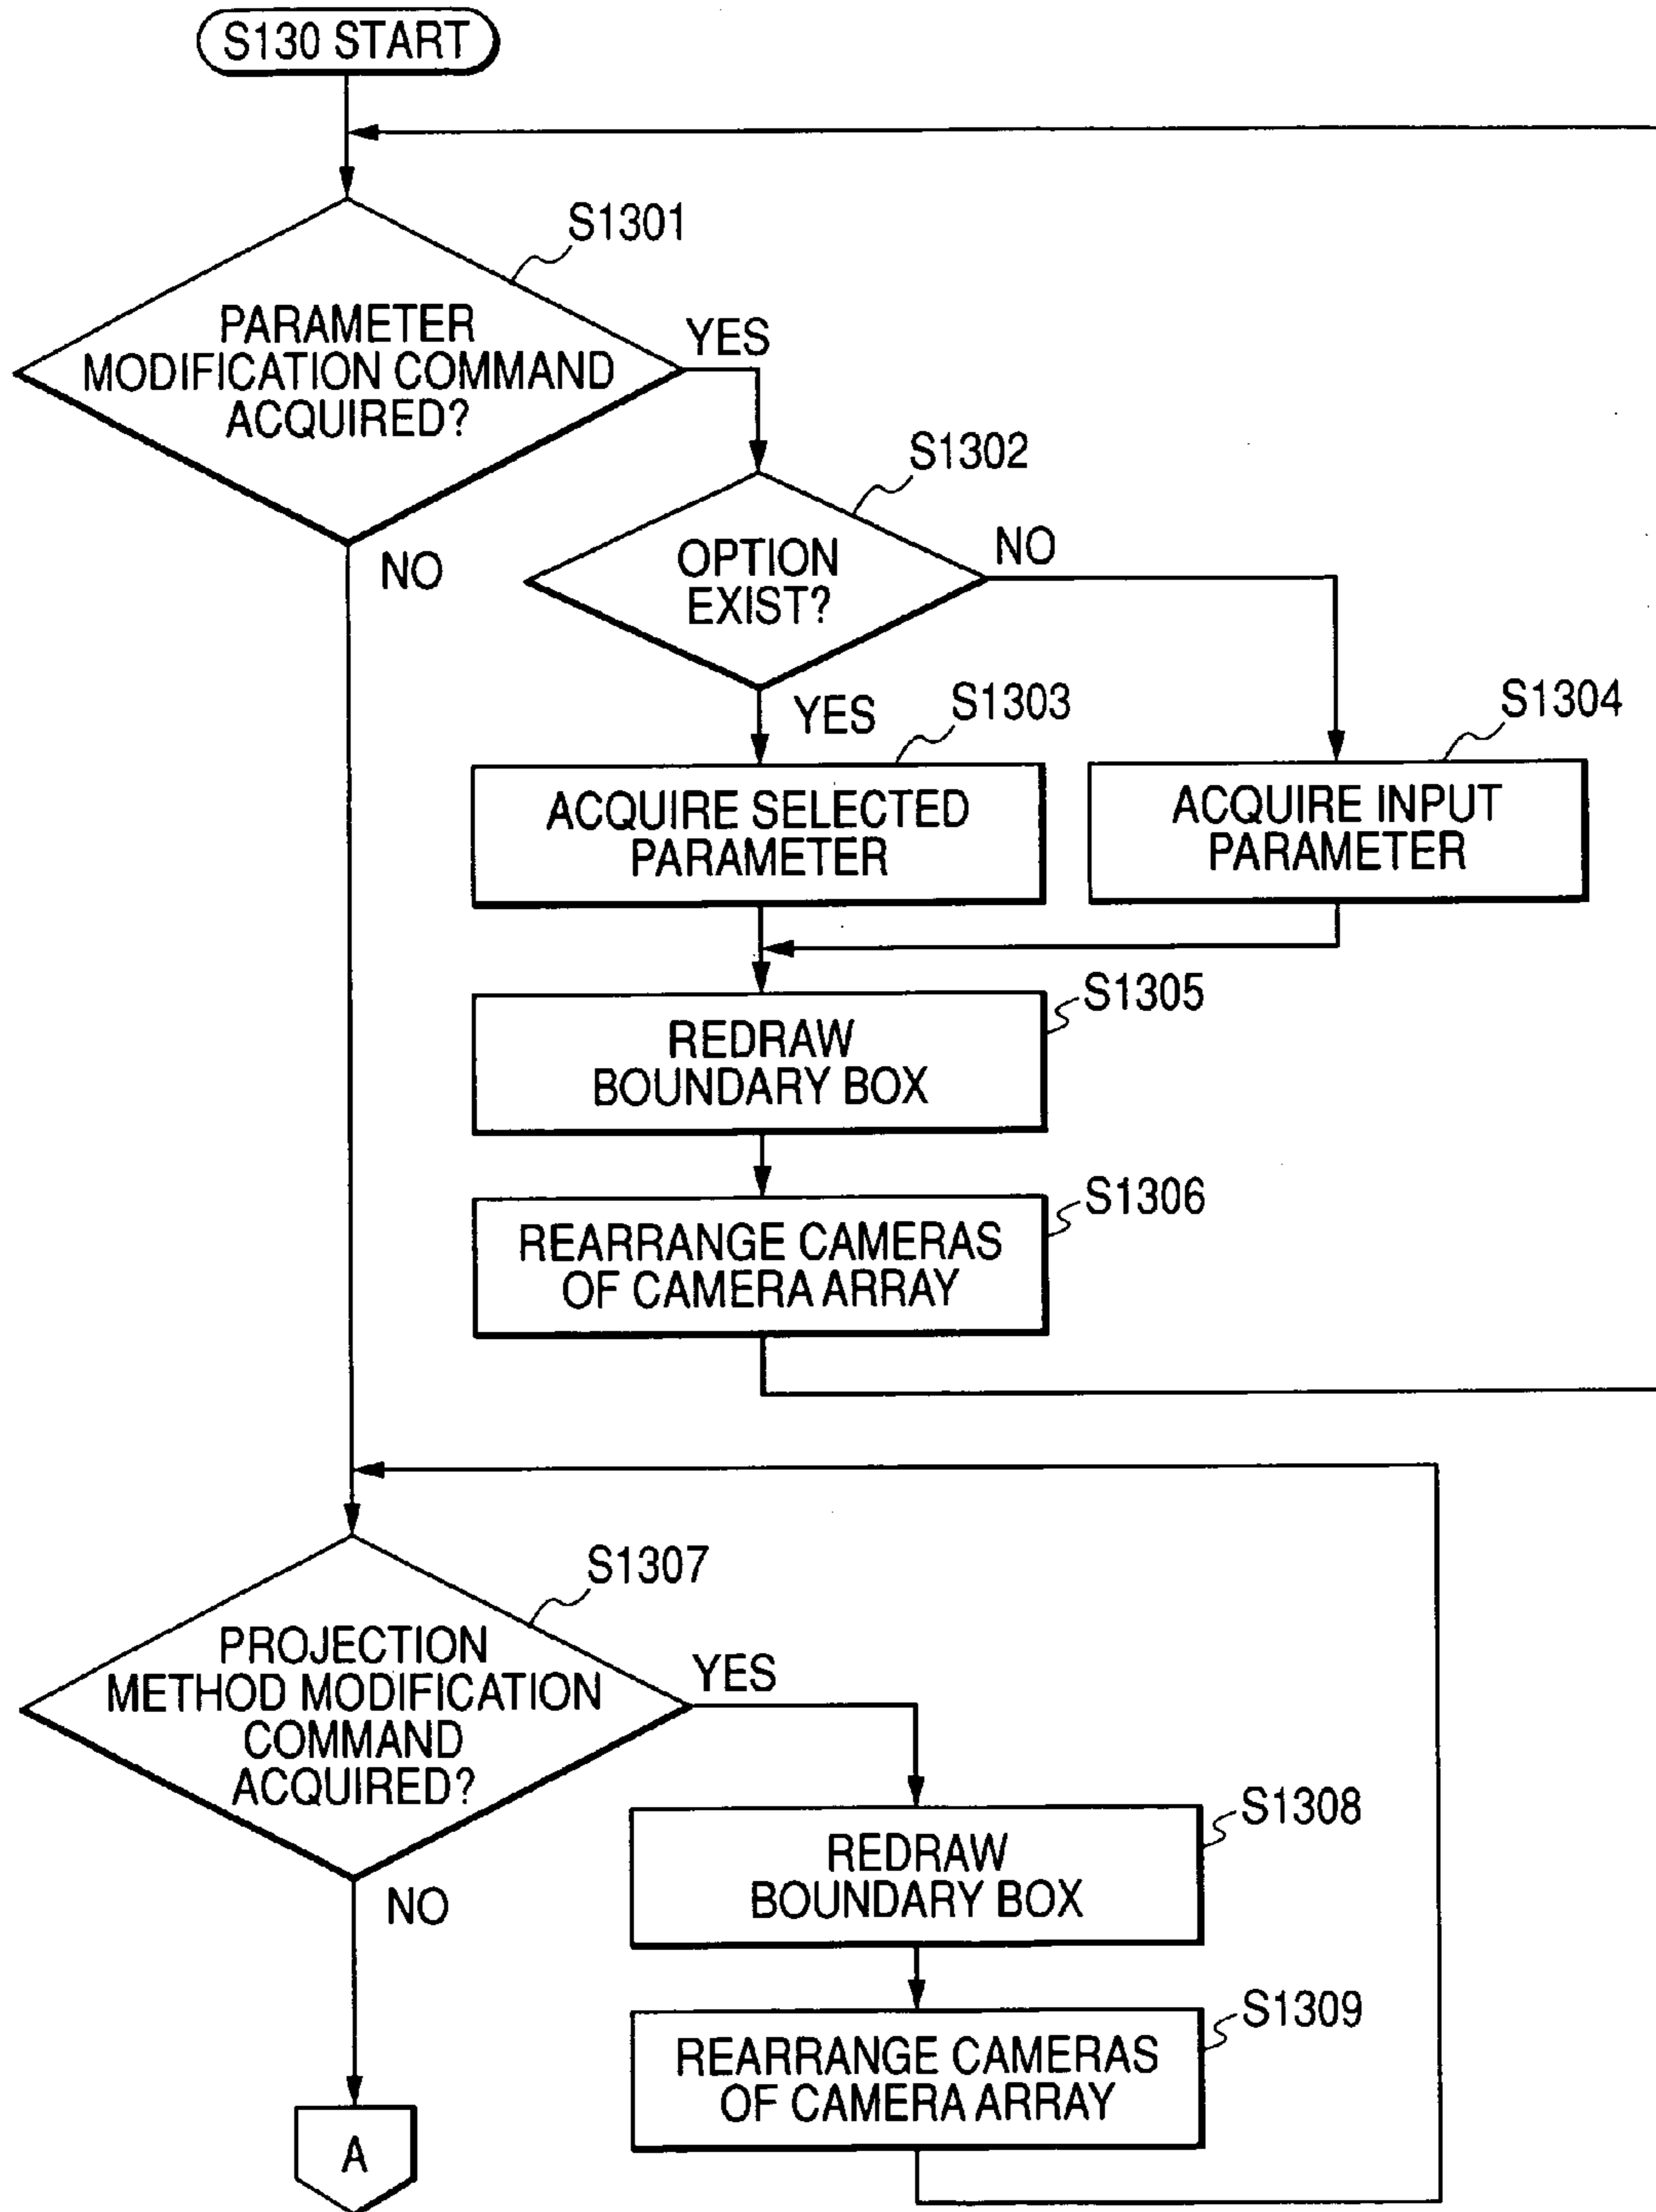 S130 START
S1301
PARAMETER
MODIFICATION COMMAND
ACQUIRED?
YES
NO
S1302
OPTION
EXIST?
NO
YES
S1303
ACQUIRE SELECTED
PARAMETER
S1304
ACQUIRE INPUT
PARAMETER
S1305
REDRAW
BOUNDARY BOX
S1306
REARRANGE CAMERAS
OF CAMERA ARRAY
S1307
PROJECTION
METHOD MODIFICATION
COMMAND
ACQUIRED?
YES
NO
S1308
REDRAW
BOUNDARY BOX
S1309
REARRANGE CAMERAS
OF CAMERA ARRAY
A